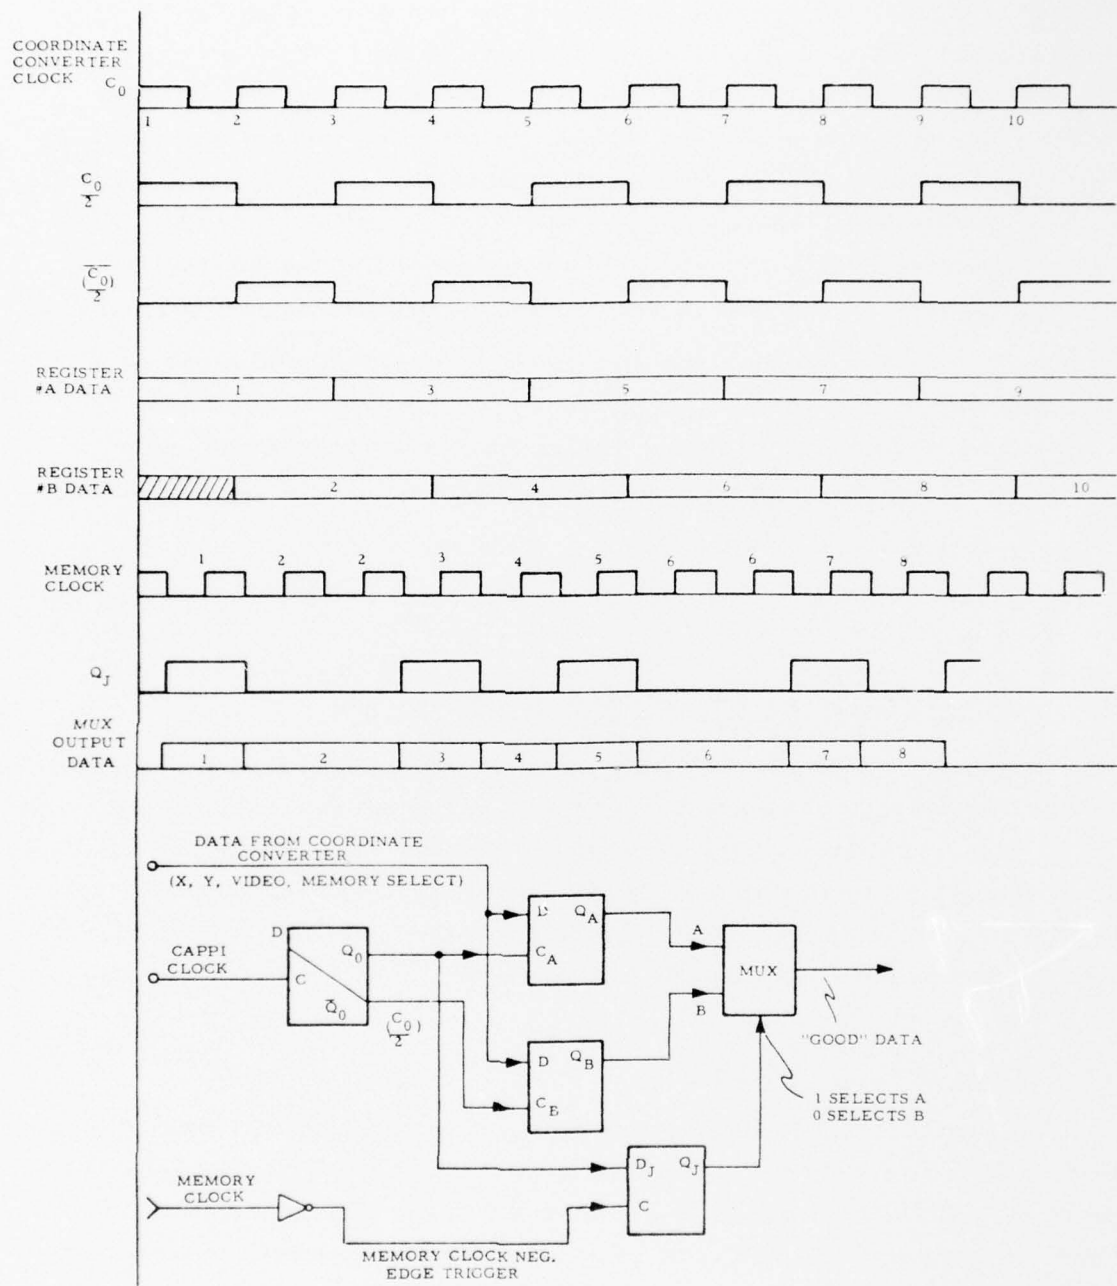 COORDINATE
CONVERTER
CLOCK C0
1 2 3 4 5 6 7 8 9 10
C0
2
(C0)
2
REGISTER
#A DATA
1 3 5 7 9
REGISTER
#B DATA
2 4 6 8 10
MEMORY
CLOCK
1 2 2 3 4 5 6 6 7 8
QJ
MUX
OUTPUT
DATA
1 2 3 4 5 6 7 8
DATA FROM COORDINATE
CONVERTER
(X, Y, VIDEO, MEMORY SELECT)
D QA
CA
A
D
Q0
CAPPI
CLOCK
C
Q0
MUX
B
(C0)
2
D QB
CB
"GOOD" DATA
1 SELECTS A
0 SELECTS B
DJ QJ
C
MEMORY
CLOCK
MEMORY CLOCK NEG.
EDGE TRIGGER